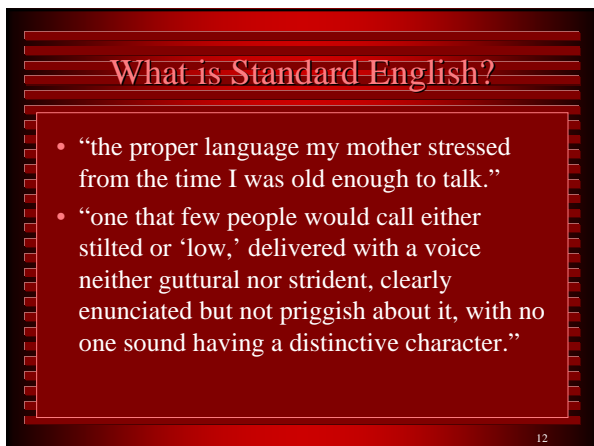 What is Standard English?
• “the proper language my mother stressed
from the time I was old enough to talk.”
• “one that few people would call either
stilted or ‘low,’ delivered with a voice
neither guttural nor strident, clearly
enunciated but not priggish about it, with no
one sound having a distinctive character.”
12